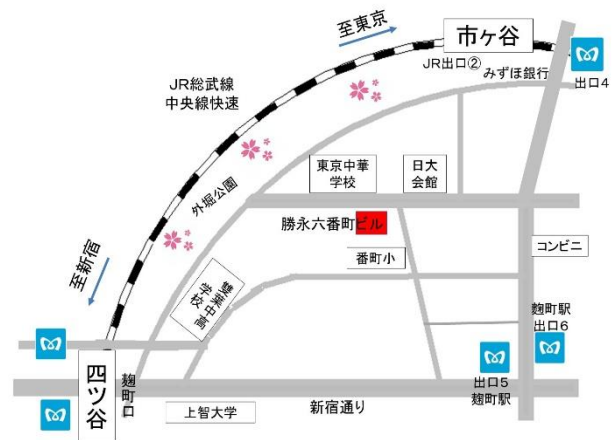 至東京
市ヶ谷
JR出口②
みずほ銀行
出口4
JR総武線
中央線快速
東京中華
学校
日大
会館
外堀公園
勝永六番町ビル
コンビニ
番町小
至新宿
雙葉中高
学校
麹町駅
出口6
四ツ谷
麹町口
出口5
麹町駅
上智大学
新宿通り